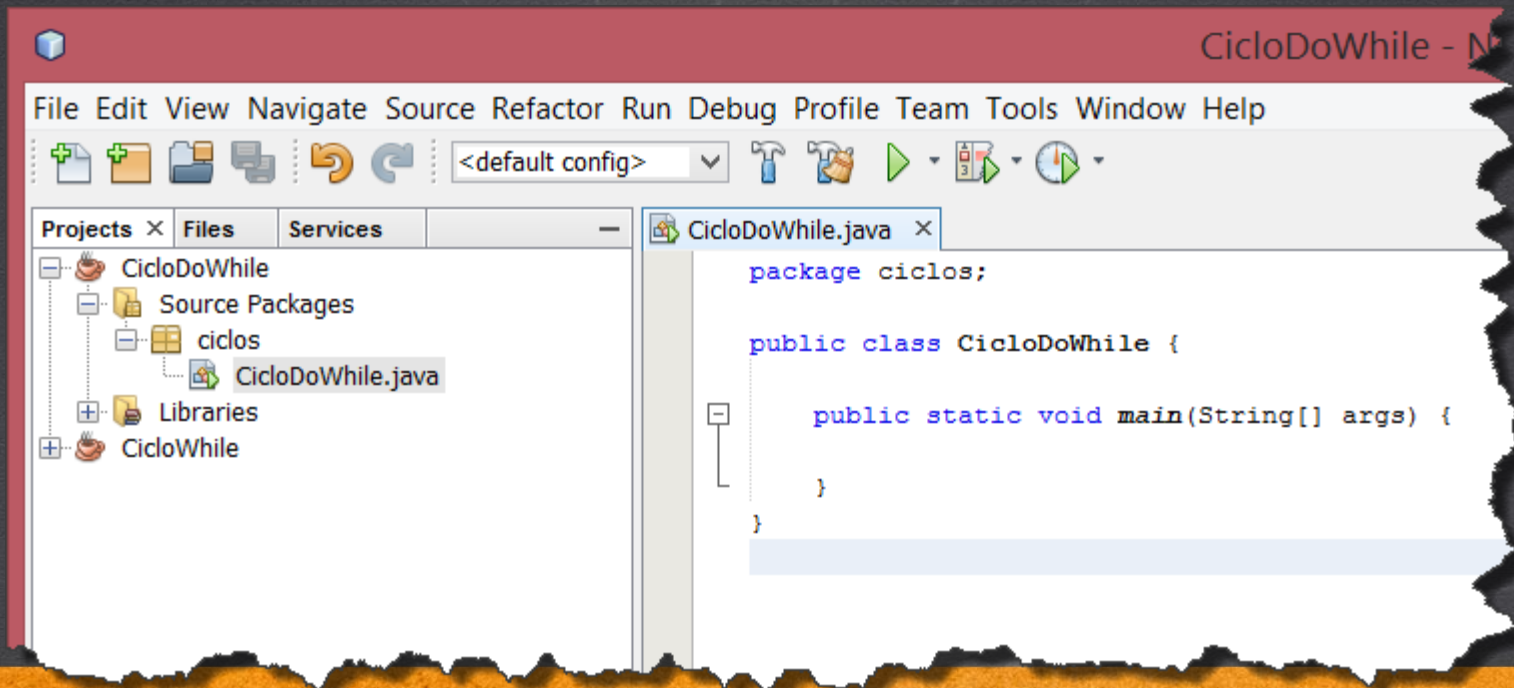 CicloDoWhile - N
File Edit View Navigate Source Refactor Run Debug Profile Team Tools Window Help
<default config>
Projects Files Services
CicloDoWhile
Source Packages
ciclos
CicloDoWhile.java
Libraries
CicloWhile
CicloDoWhile.java
package ciclos;
public class CicloDoWhile {
public static void main(String[] args) {
}
}